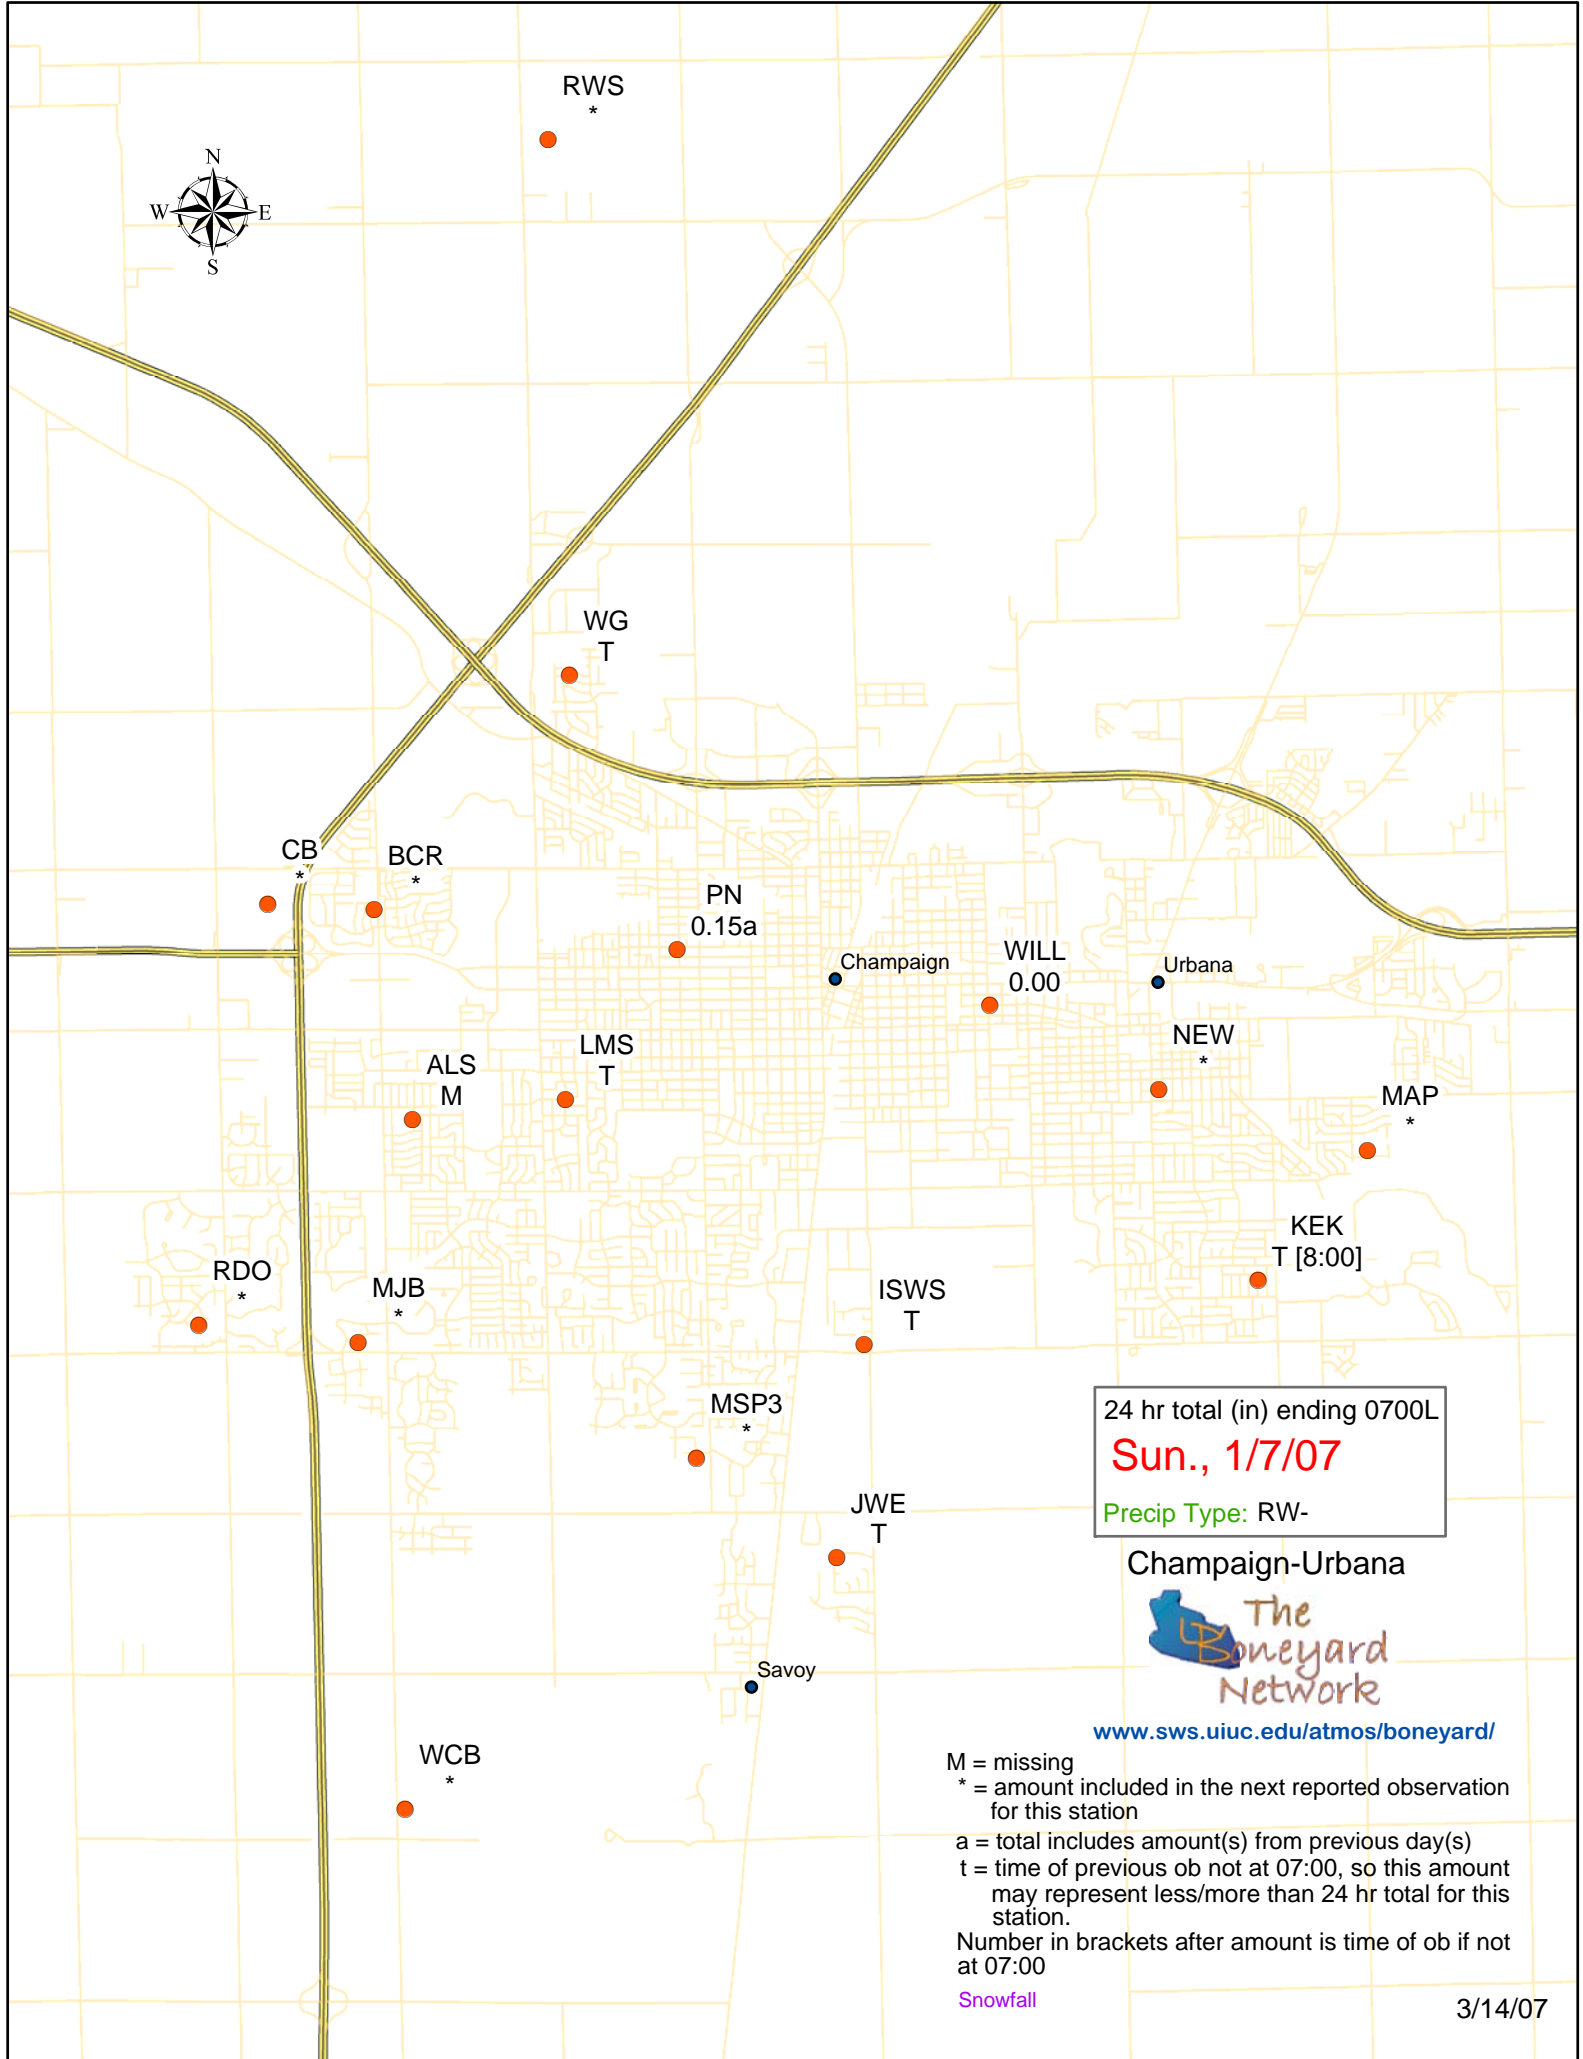 RWS
*
N
W E
S
WG
T
CB
*
BCR
*
PN
0.15a
Champaign
WILL
0.00
Urbana
NEW
*
LMS
T
ALS
M
MAP
*
KEK
T [8:00]
RDO
*
MJB
*
ISWS
T
MSP3
*
24 hr total (in) ending 0700L
Sun., 1/7/07
Precip Type: RW-
JWE
T
Champaign-Urbana
The
Boneyard
Network
Savoy
www.sws.uiuc.edu/atmos/boneyard/
WCB
*
M = missing
* = amount included in the next reported observation
for this station
a = total includes amount(s) from previous day(s)
t = time of previous ob not at 07:00, so this amount
may represent less/more than 24 hr total for this
station.
Number in brackets after amount is time of ob if not
at 07:00
Snowfall
3/14/07